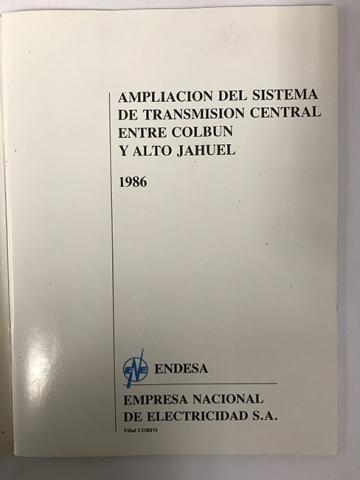 AMPLIACION DEL SISTEMA
DE TRANSMISION CENTRAL
ENTRE COLBUN
Y ALTO JAHUEL
1986
ENDESA
EMPRESA NACIONAL
DE ELECTRICIDAD S.A.
Filial CORFO